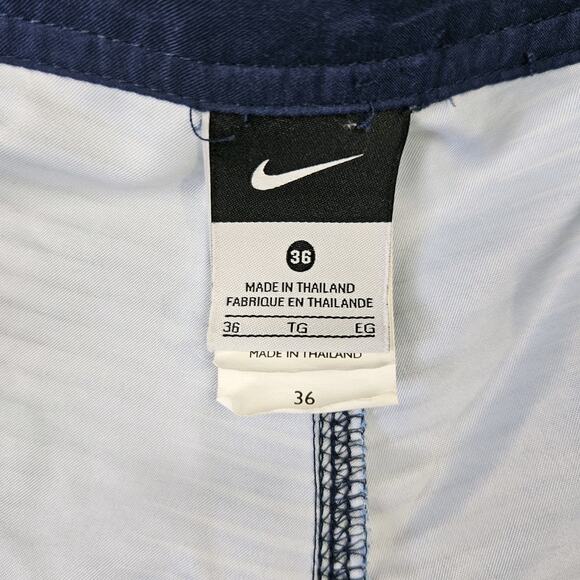 36
MADE IN THAILAND
FABRIQUE EN THAILANDE
36 TG EG
MADE IN THAILAND
36